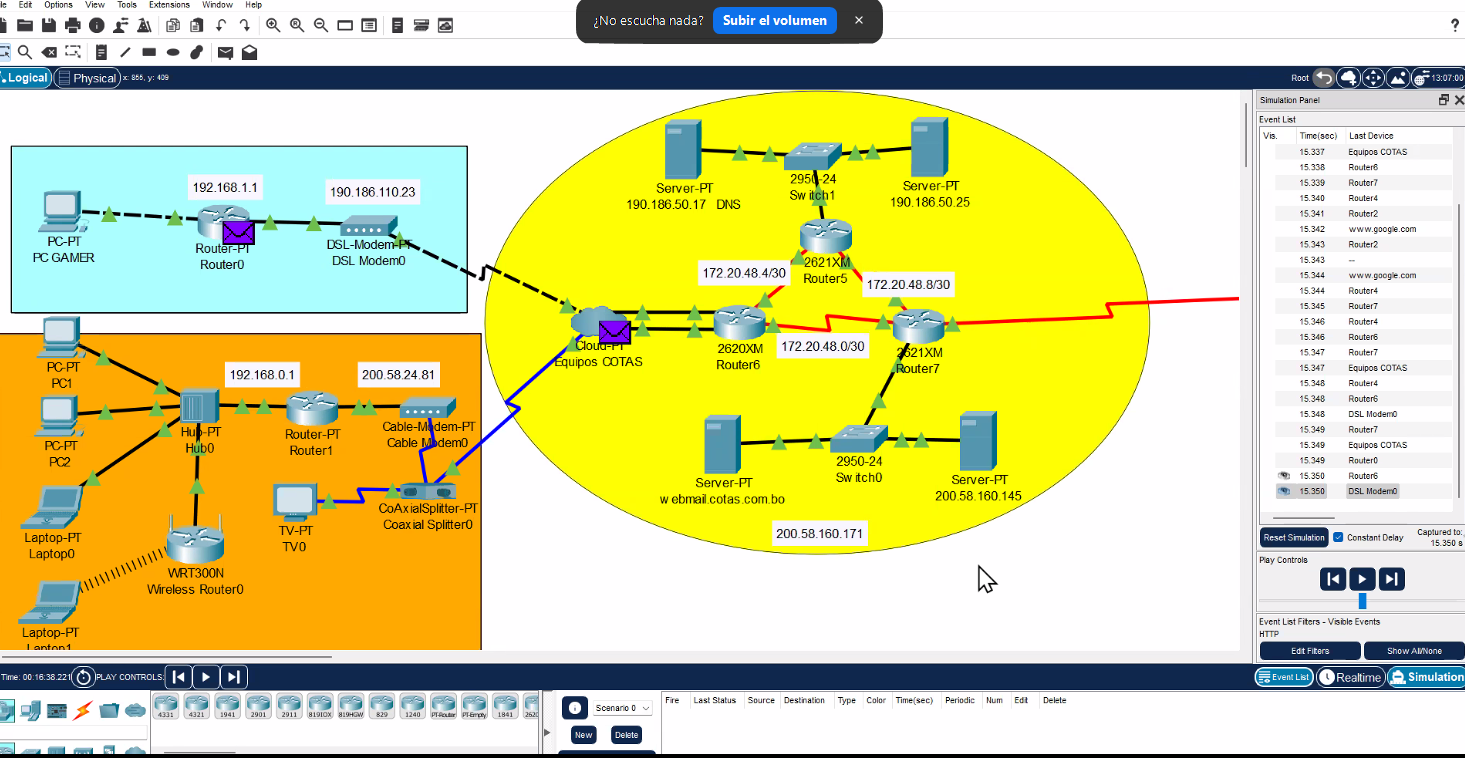 File Edit Options View Tools Extensions Window Help
¿No escucha nada? Subir el volumen ×
?
Logical Physical x: 855, y: 409
Root 13:07:00
192.168.1.1
190.186.110.23
PC-PT
PC GAMER
Router-PT
Router0
DSL-Modem-PT
DSL Modem0
Server-PT
190.186.50.17 DNS
2950-24
Switch1
Server-PT
190.186.50.25
2621XM
Router5
172.20.48.4/30
172.20.48.8/30
Cloud-PT
Equipos COTAS
2620XM
Router6
172.20.48.0/30
2621XM
Router7
PC-PT
PC1
192.168.0.1
200.58.24.81
PC-PT
PC2
Hub-PT
Hub0
Router-PT
Router1
Cable-Modem-PT
Cable Modem0
TV-PT
TV0
CoAxialSplitter-PT
Coaxial Splitter0
Laptop-PT
Laptop0
WRT300N
Wireless Router0
Laptop-PT
Laptop1
Server-PT
webmail.cotas.com.bo
2950-24
Switch0
Server-PT
200.58.160.145
200.58.160.171
Simulation Panel
Event List
Vis. Time(sec) Last Device
15.337 Equipos COTAS
15.338 Router6
15.339 Router7
15.340 Router4
15.341 Router2
15.342 www.google.com
15.343 Router2
15.343 --
15.344 www.google.com
15.344 Router4
15.345 Router7
15.346 Router4
15.346 Router6
15.347 Router7
15.347 Equipos COTAS
15.348 Router4
15.348 Router6
15.348 DSL Modem0
15.349 Router7
15.349 Equipos COTAS
15.349 Router0
15.350 Router6
15.350 DSL Modem0
Reset Simulation Constant Delay Captured to:
15.350 s
Play Controls
Event List Filters - Visible Events
HTTP
Edit Filters Show All/None
Time: 00:16:38.221 PLAY CONTROLS:
Event List Realtime Simulation
4331 4321 1941 2901 2911 819IOX 819HGW 829 1240 PT-Router PT-Empty 1841 2620
Scenario 0
New Delete
Fire Last Status Source Destination Type Color Time(sec) Periodic Num Edit Delete